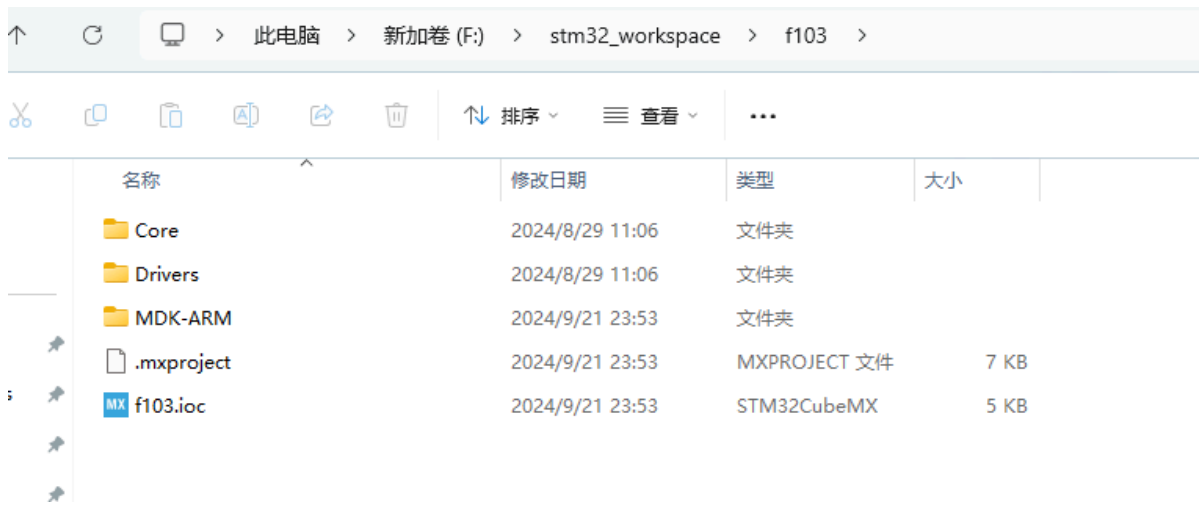 此电脑 > 新加卷 (F:) > stm32_workspace > f103 >
排序 查看 ...
名称 修改日期 类型 大小
Core 2024/8/29 11:06 文件夹
Drivers 2024/8/29 11:06 文件夹
MDK-ARM 2024/9/21 23:53 文件夹
.mxproject 2024/9/21 23:53 MXPROJECT 文件 7 KB
MX f103.ioc 2024/9/21 23:53 STM32CubeMX 5 KB